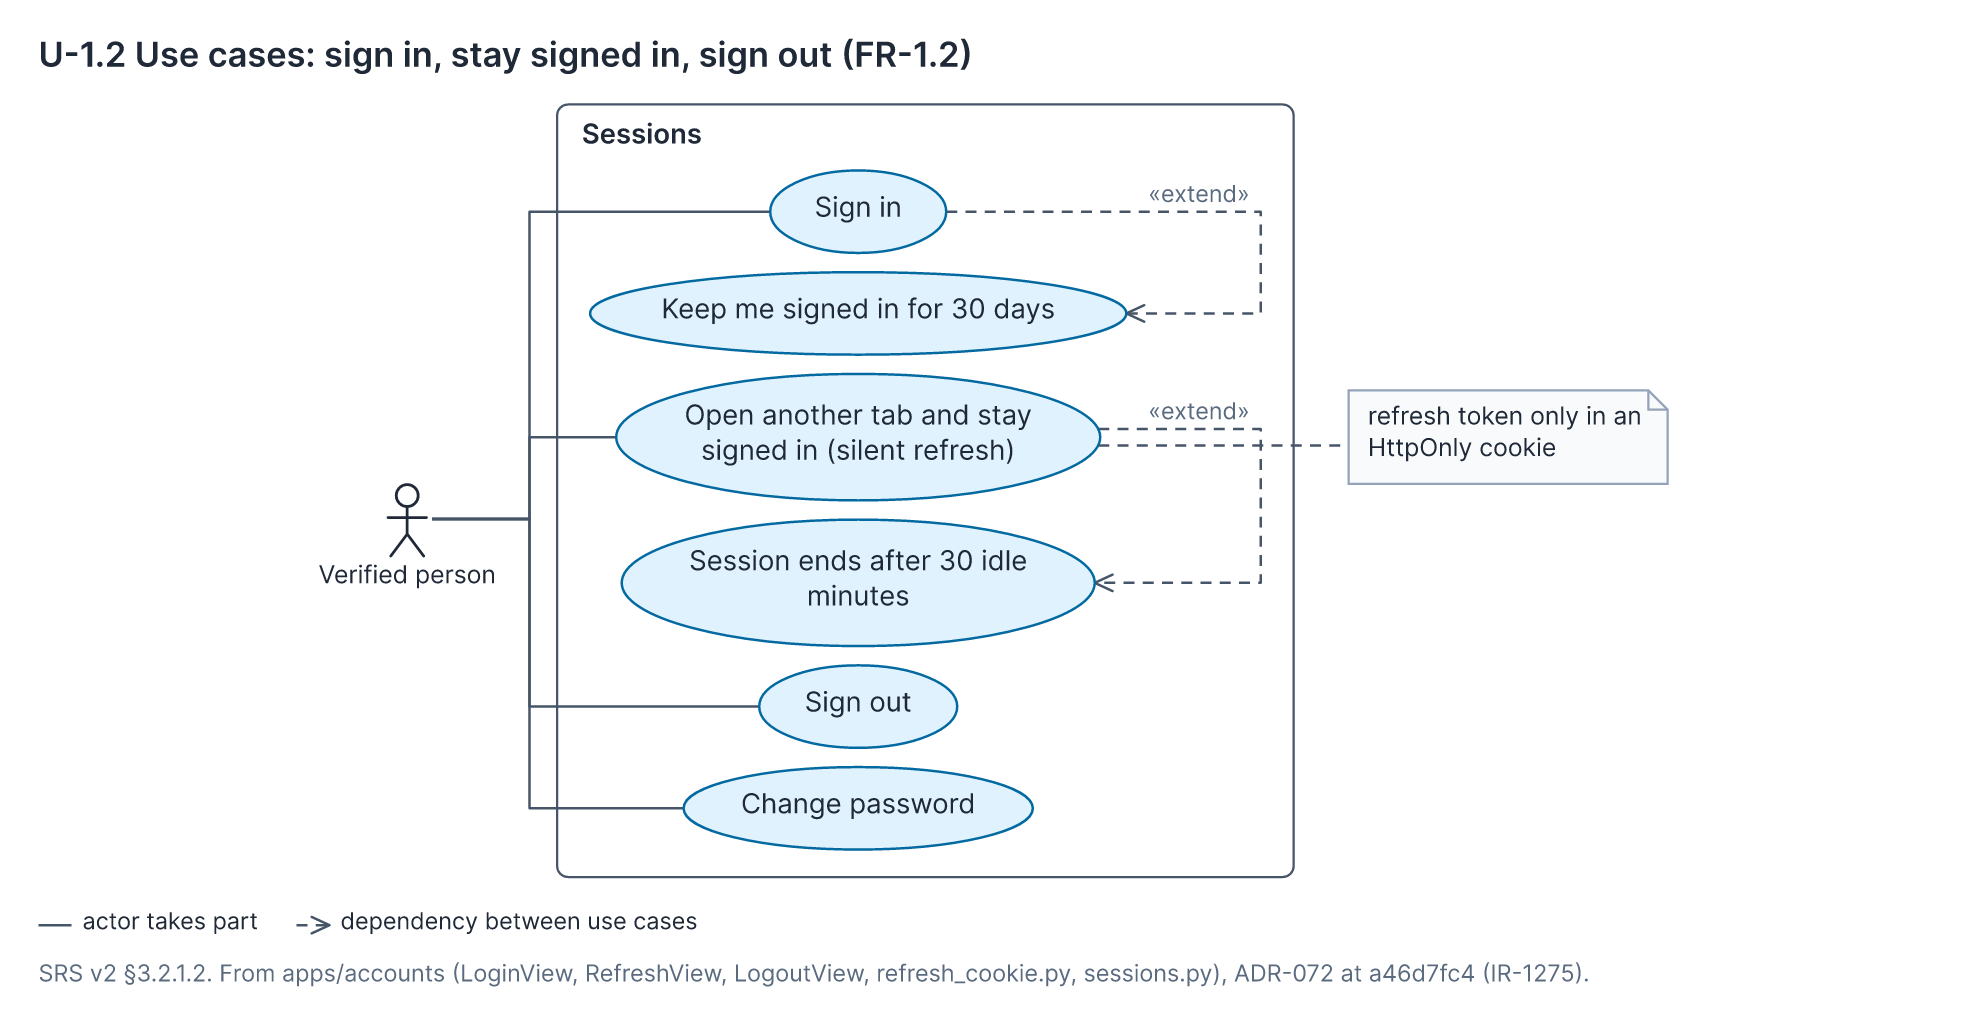 U-1.2 Use cases: sign in, stay signed in, sign out (FR-1.2)
Sessions
Sign in
«extend»
Keep me signed in for 30 days
Open another tab and stay
signed in (silent refresh)
«extend»
refresh token only in an
HttpOnly cookie
Verified person
Session ends after 30 idle
minutes
Sign out
Change password
actor takes part
dependency between use cases
SRS v2 §3.2.1.2. From apps/accounts (LoginView, RefreshView, LogoutView, refresh_cookie.py, sessions.py), ADR-072 at a46d7fc4 (IR-1275).